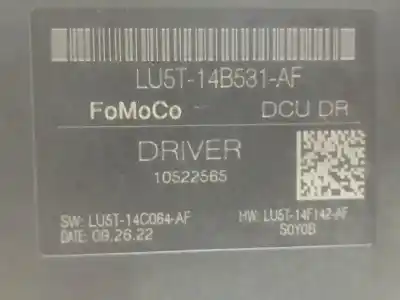 LU5T-14B531-AF
FoMoCo DCU DR
DRIVER
10522565
SW: LU5T-14C064-AF HW: LU5T-14F142-AF
DATE: 09.26.22 S0Y0B